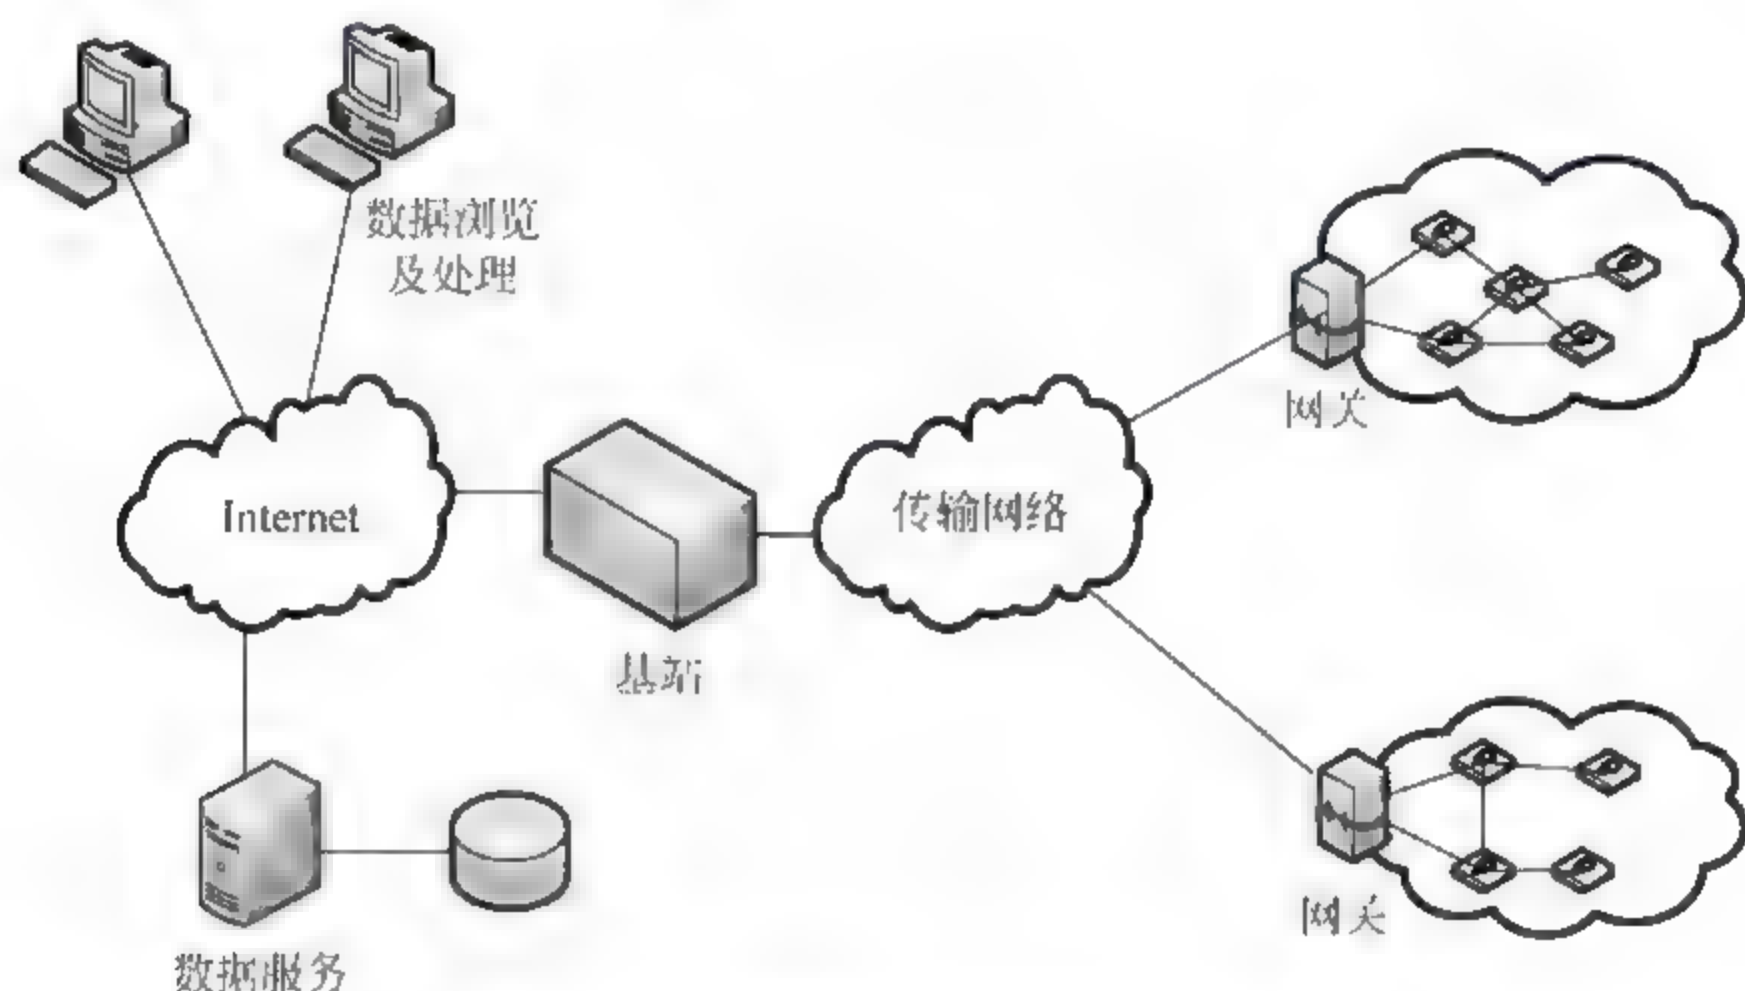 数据浏览
及处理
网关
Internet
传输网络
基站
网关
数据服务